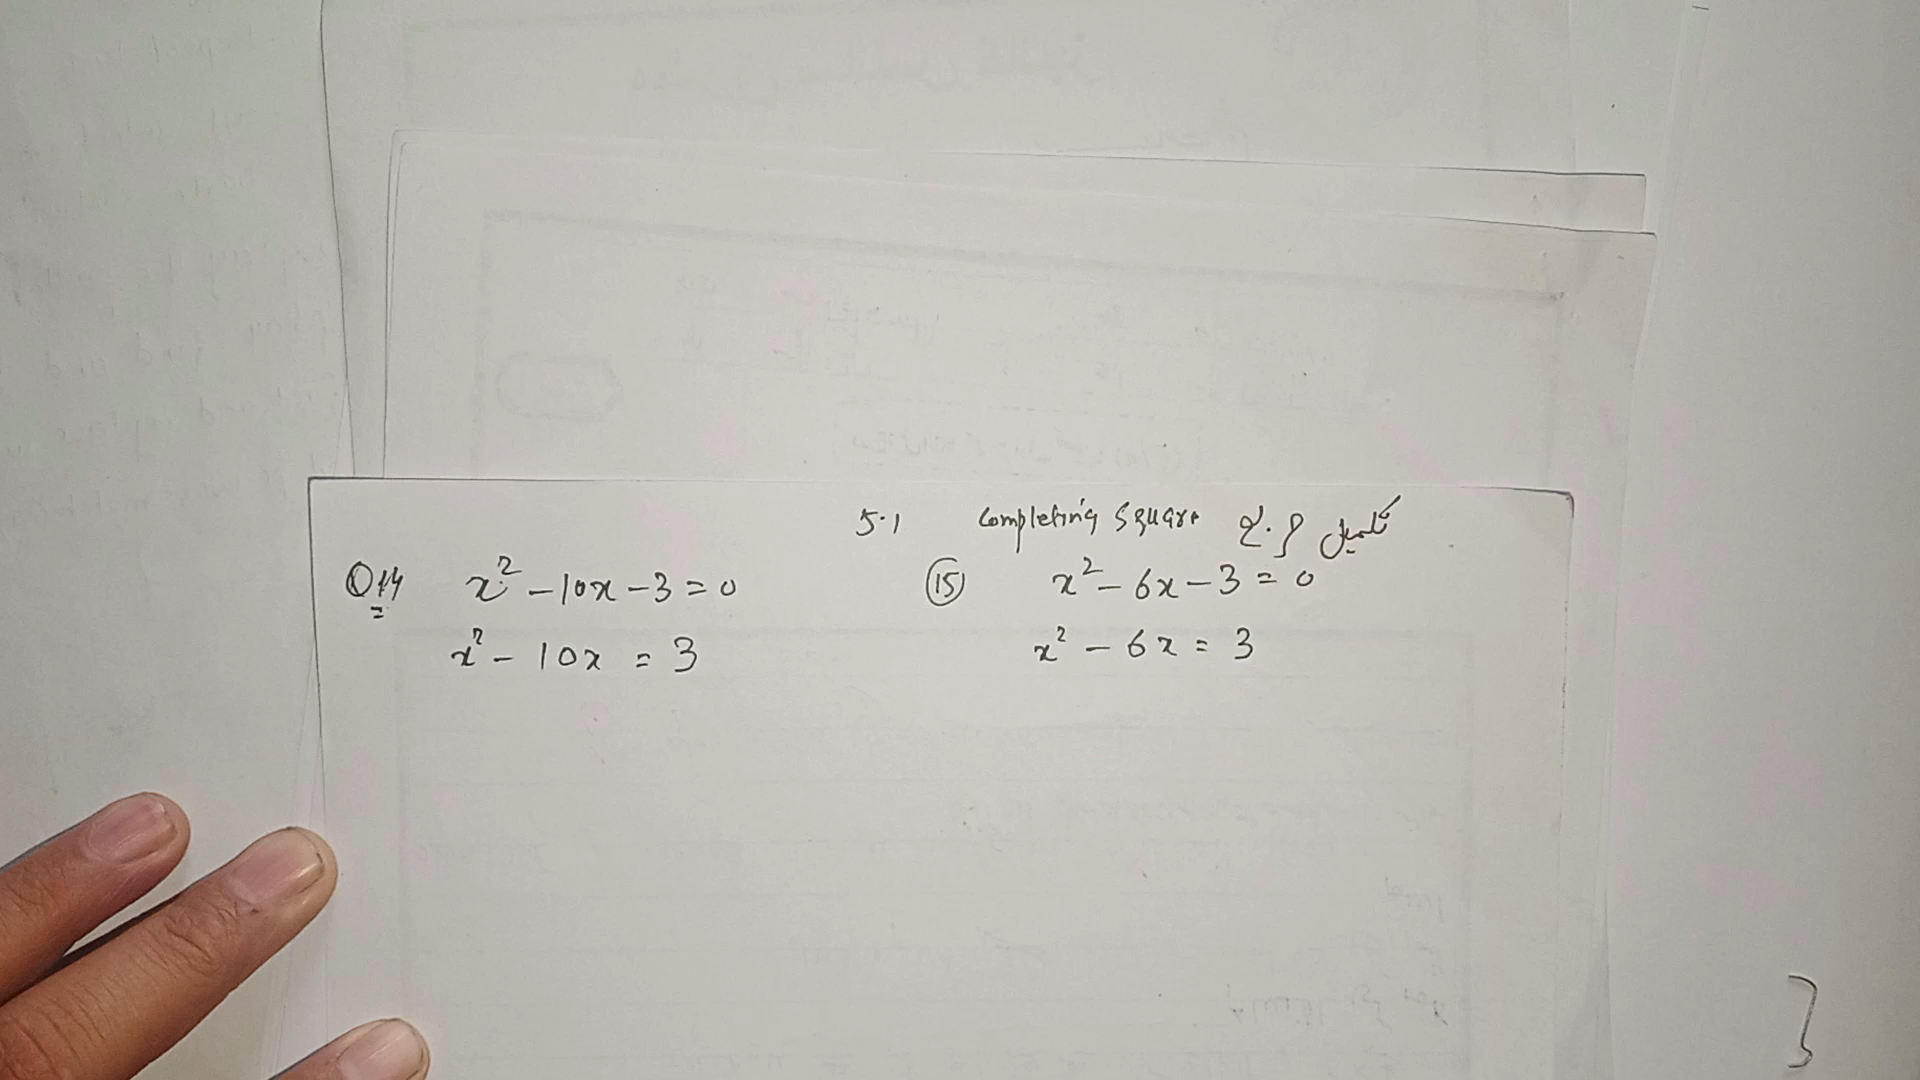 5.1 Completing Square تکمیل مربع
Q14 x² - 10x - 3 = 0
x² - 10x = 3
15 x² - 6x - 3 = 0
x² - 6x = 3